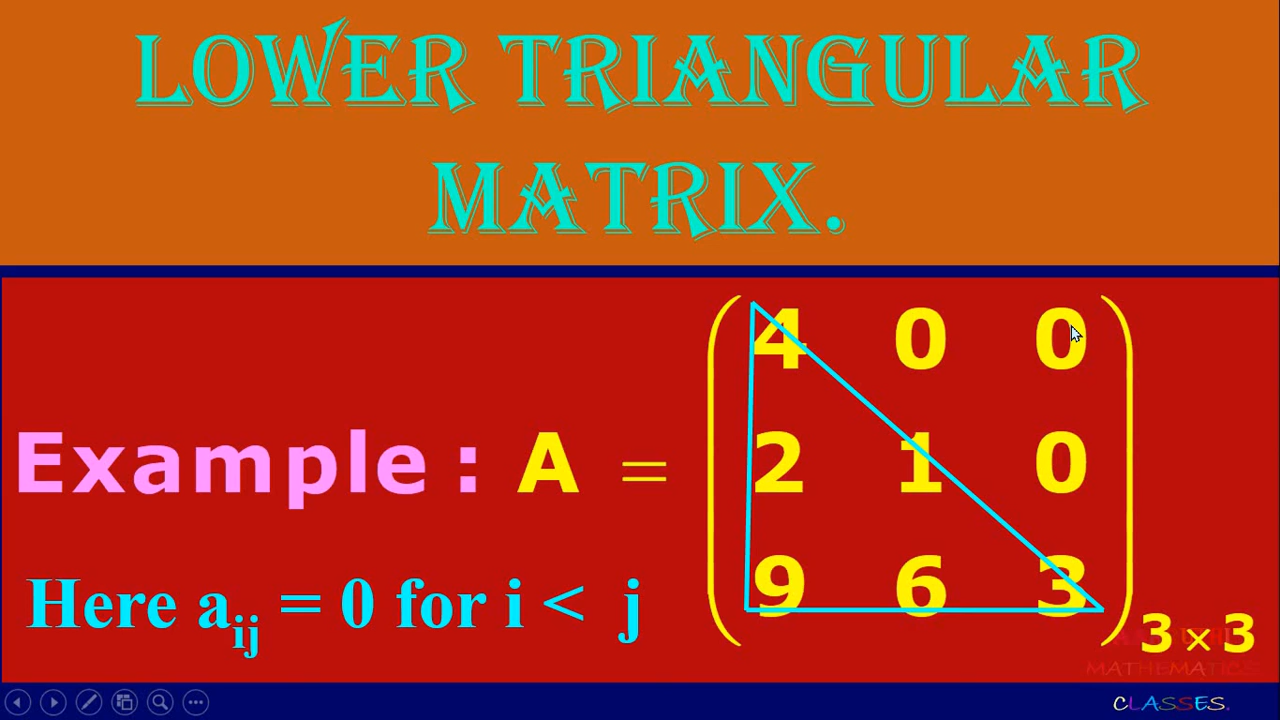 LOWER TRIANGULAR
MATRIX.
4 0 0
Example : A = 2 1 0
9 6 3
Here aij = 0 for i < j
3 × 3
MATHEMATICS
CLASSES.